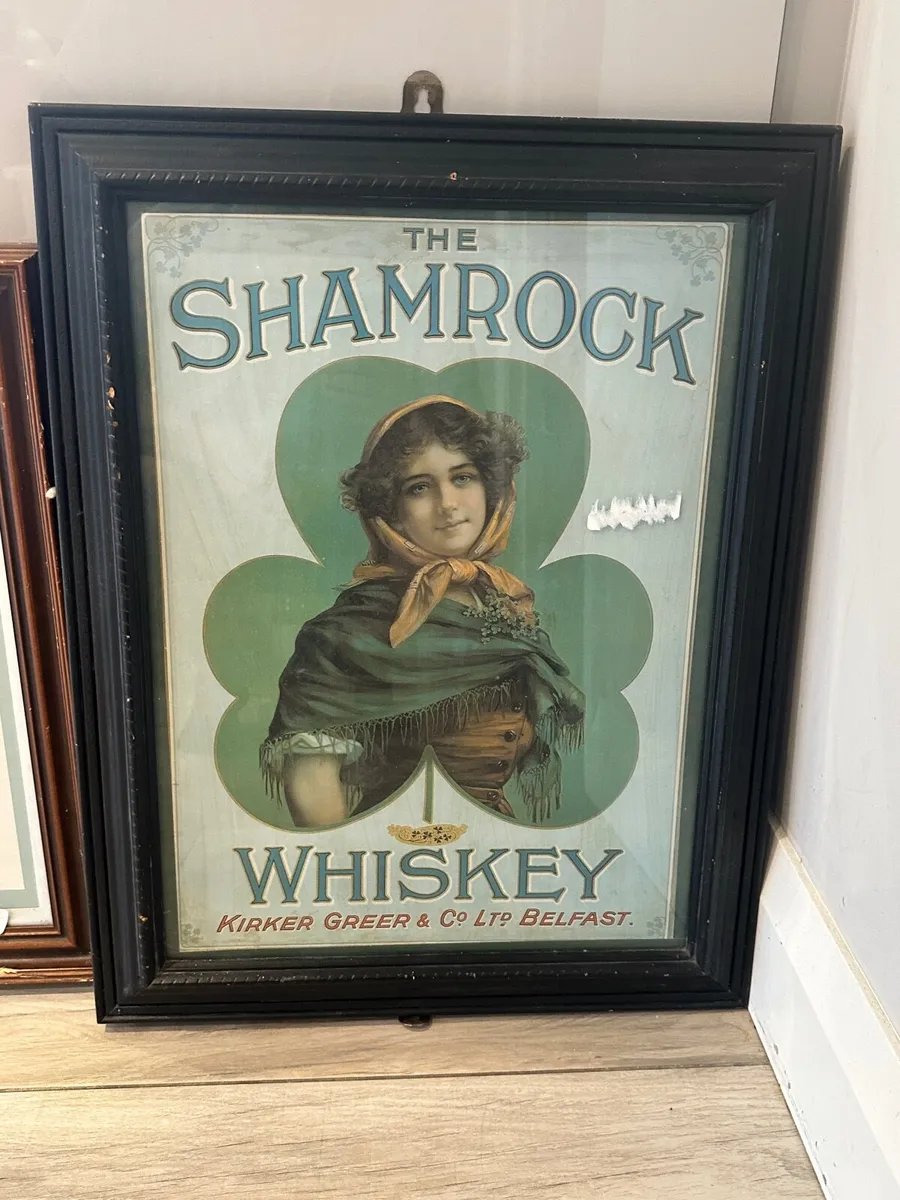 THE
SHAMROCK
WHISKEY
KIRKER GREER & Co LTD BELFAST.